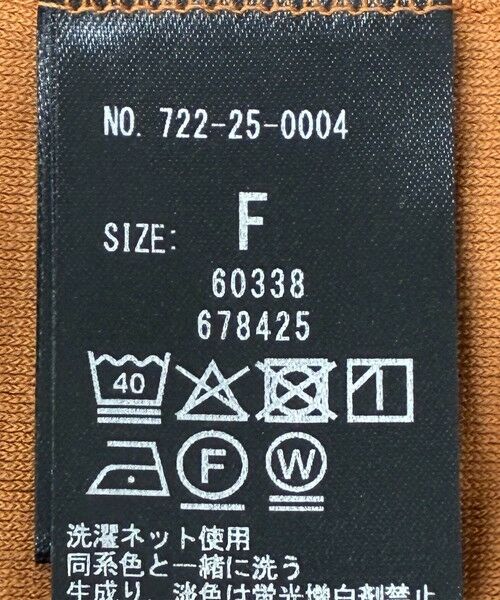 NO. 722-25-0004
SIZE: F
60338
678425
40
F W
洗濯ネット使用
同系色と一緒に洗う
生成り、淡色は蛍光増白剤禁止